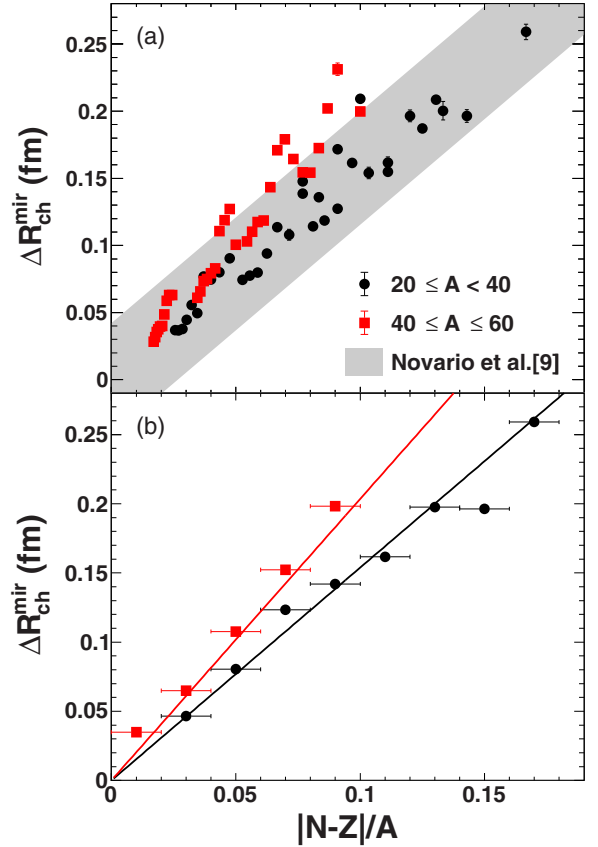 (a)
0.25
0.2
0.15
0.1
0.05
0
ΔR_ch^mir (fm)
20 ≤ A < 40
40 ≤ A ≤ 60
Novario et al.[9]
(b)
0.25
0.2
0.15
0.1
0.05
0
ΔR_ch^mir (fm)
0 0.05 0.1 0.15
|N-Z|/A